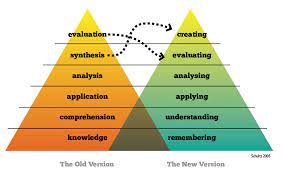 evaluation
synthesis
analysis
application
comprehension
knowledge
The Old Version
creating
evaluating
analysing
applying
understanding
remembering
The New Version